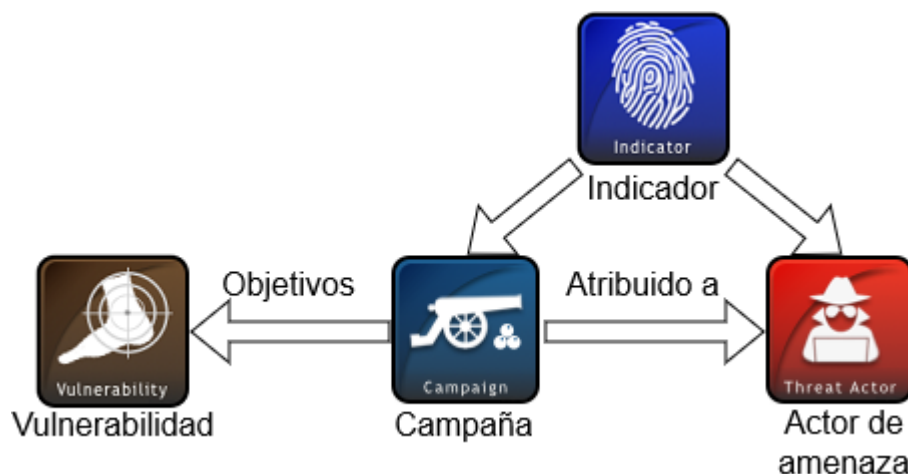 Indicator
Indicador
Objetivos
Atribuido a
Vulnerability
Campaign
Threat Actor
Vulnerabilidad
Campaña
Actor de
amenaza